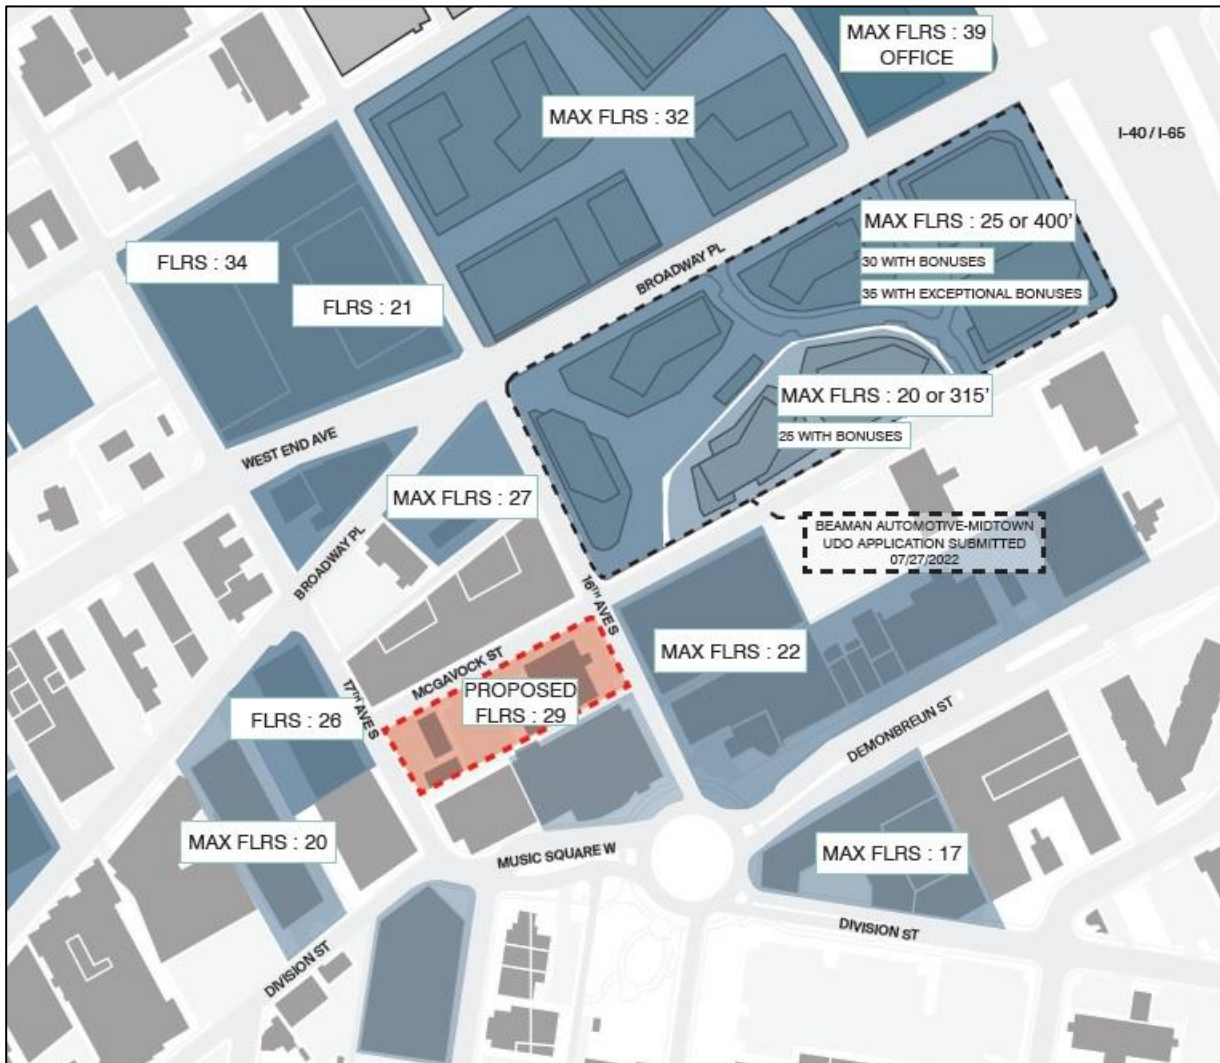 MAX FLRS : 39
OFFICE
MAX FLRS : 32
I-40 / I-65
MAX FLRS : 25 or 400'
30 WITH BONUSES
35 WITH EXCEPTIONAL BONUSES
FLRS : 34
FLRS : 21
BROADWAY PL
MAX FLRS : 20 or 315'
25 WITH BONUSES
WEST END AVE
MAX FLRS : 27
BEAMAN AUTOMOTIVE-MIDTOWN
UDO APPLICATION SUBMITTED
07/27/2022
BROADWAY PL
16TH AVE S
MAX FLRS : 22
MCGAVOCK ST
PROPOSED
FLRS : 29
17TH AVE S
FLRS : 26
DEMONBRELIN ST
MAX FLRS : 20
MUSIC SQUARE W
MAX FLRS : 17
DIVISION ST
DIVISION ST